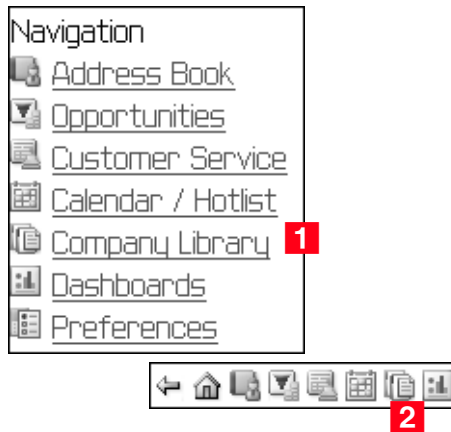 Navigation
Address Book
Opportunities
Customer Service
Calendar / Hotlist
Company Library 1
Dashboards
Preferences
2